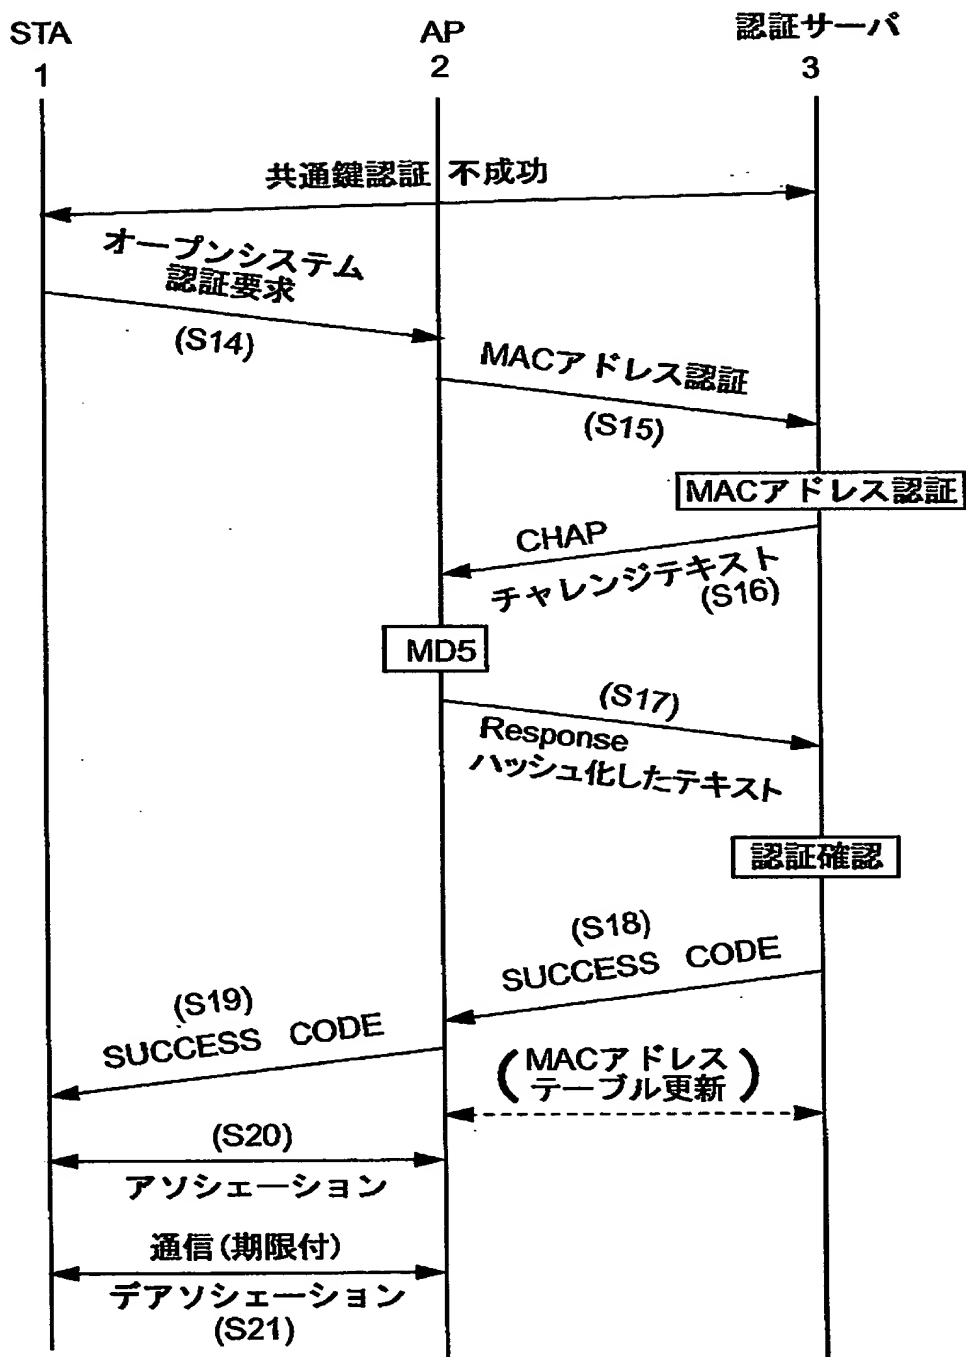 STA
AP
認証サーバ
1
2
3
共通鍵認証 不成功
オープンシステム
認証要求
(S14)
MACアドレス認証
(S15)
MACアドレス認証
CHAP
チャレンジテキスト
(S16)
MD5
(S17)
Response
ハッシュ化したテキスト
認証確認
(S18)
SUCCESS CODE
(S19)
SUCCESS CODE
(MACアドレス
テーブル更新)
(S20)
アソシェーション
通信(期限付)
デアソシェーション
(S21)